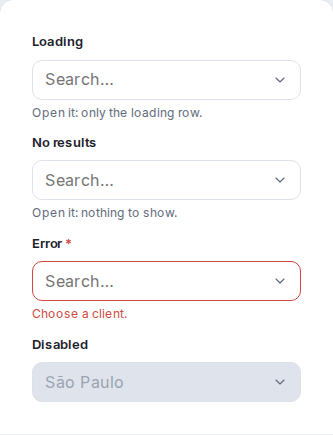 Loading
Search...
Open it: only the loading row.
No results
Search...
Open it: nothing to show.
Error *
Search...
Choose a client.
Disabled
São Paulo